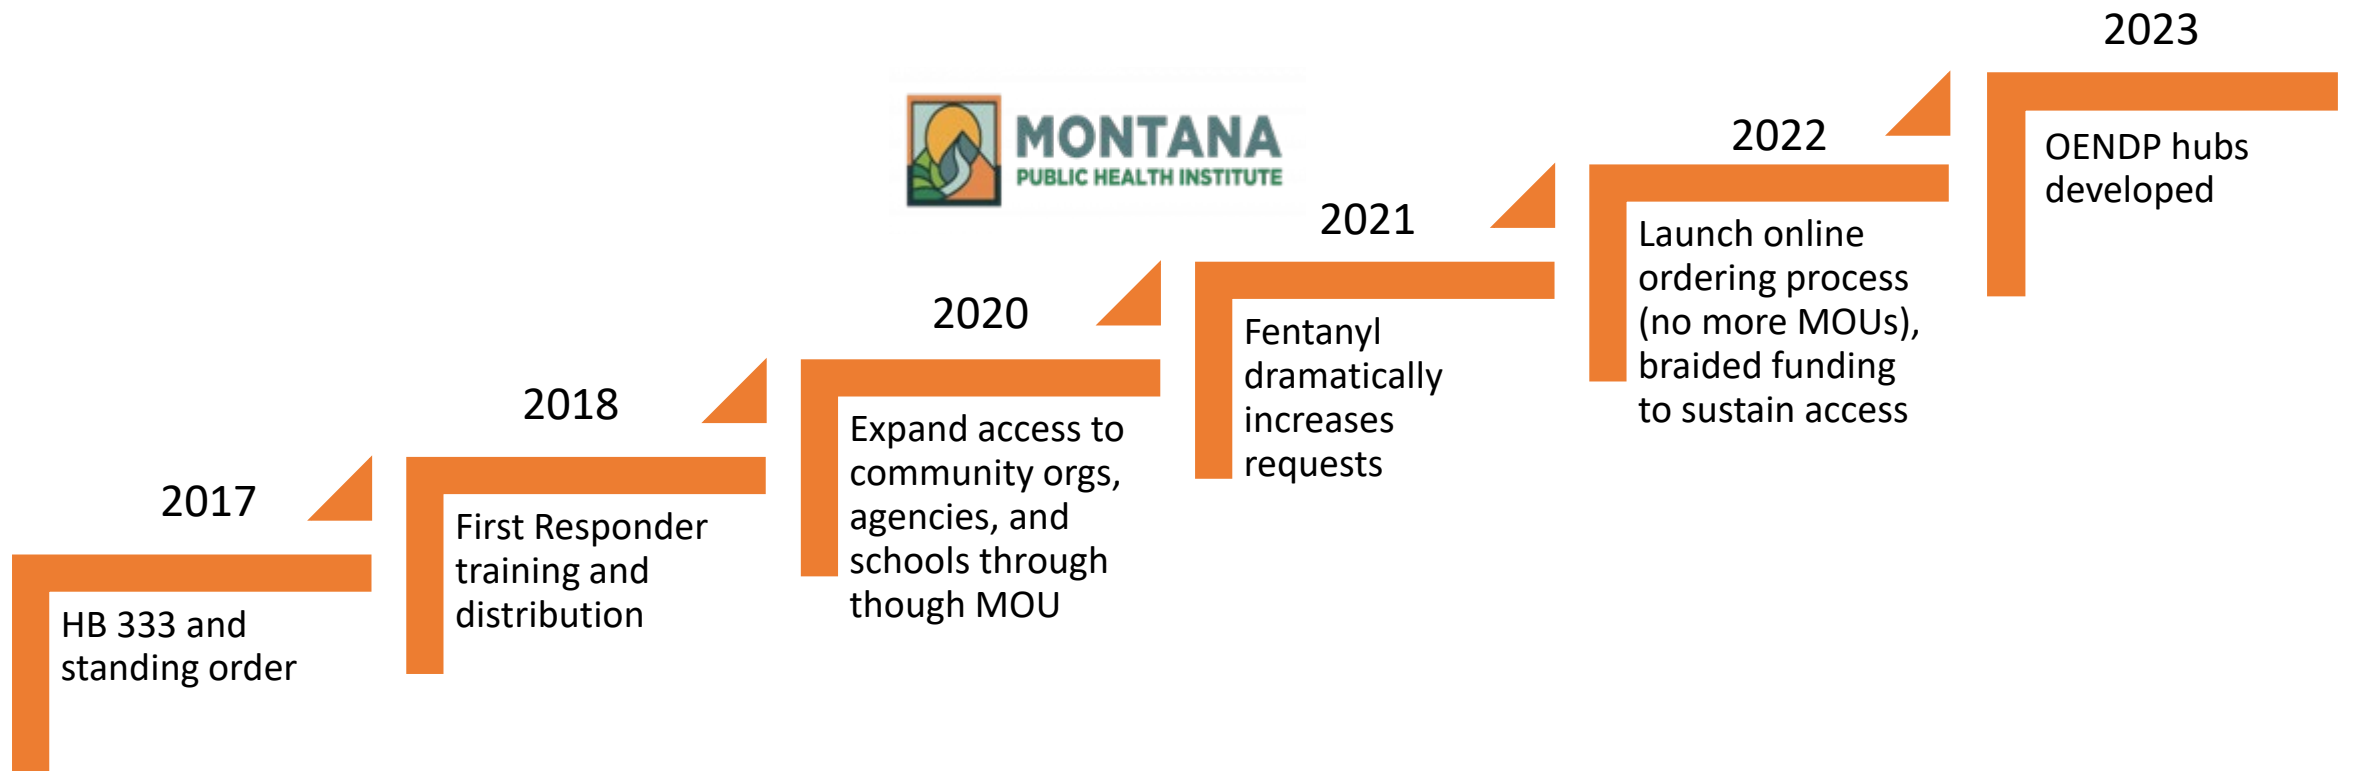 2017
HB 333 and
standing order
2018
First Responder
training and
distribution
MONTANA
PUBLIC HEALTH INSTITUTE
2020
Expand access to
community orgs,
agencies, and
schools through
though MOU
2021
Fentanyl
dramatically
increases
requests
2022
Launch online
ordering process
(no more MOUs),
braided funding
to sustain access
2023
OENDP hubs
developed